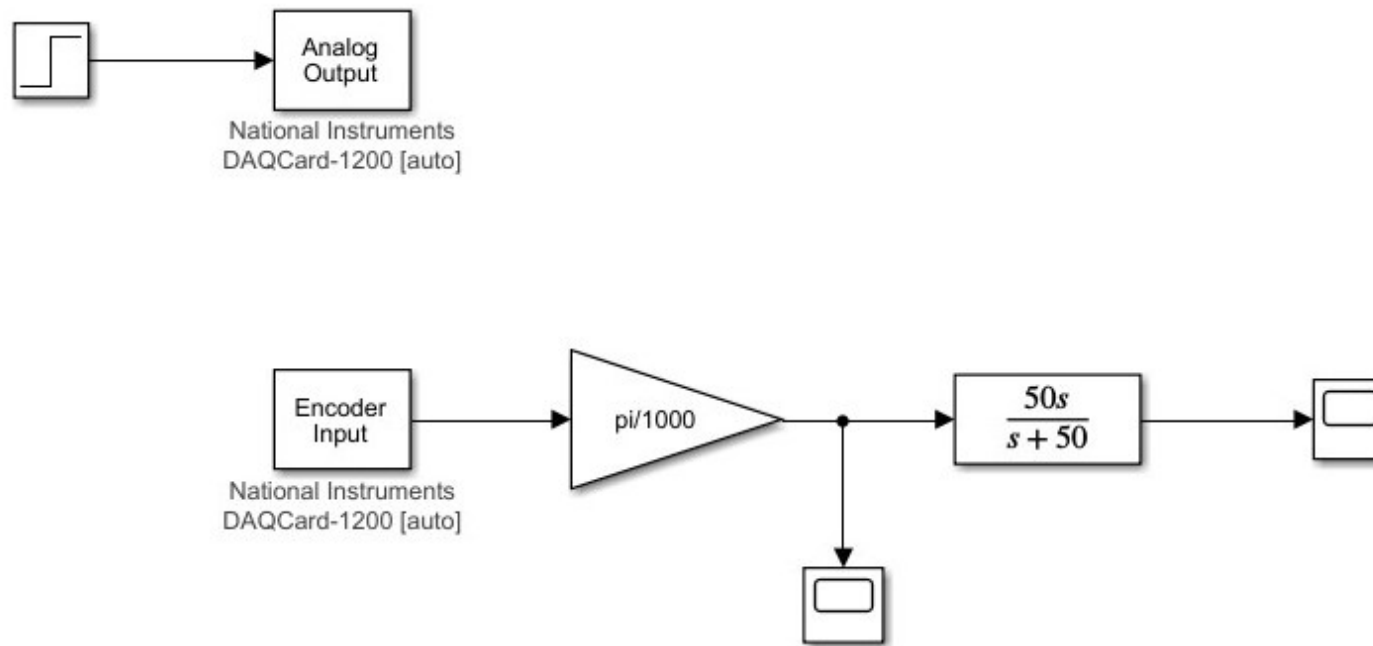 Analog
Output
National Instruments
DAQCard-1200 [auto]
Encoder
Input
National Instruments
DAQCard-1200 [auto]
pi/1000
50s
s + 50